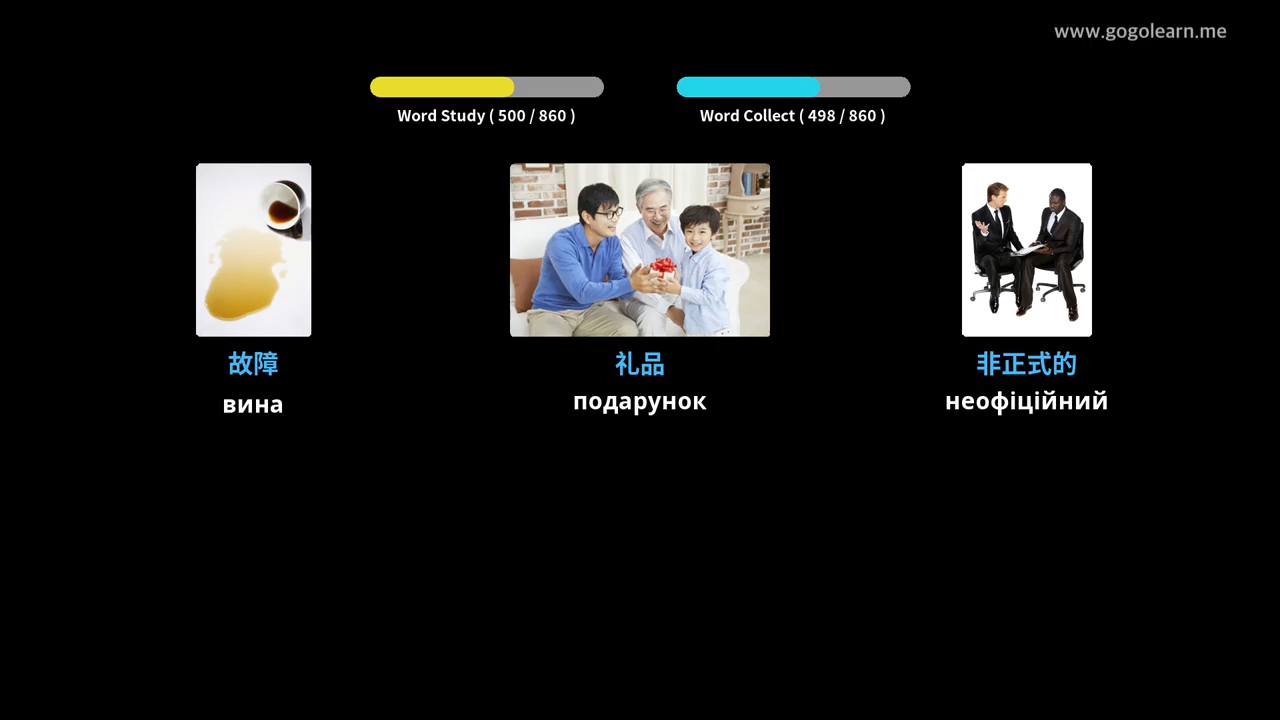 www.gogolearn.me
Word Study ( 500 / 860 )
Word Collect ( 498 / 860 )
故障
вина
礼品
подарунок
非正式的
неофіційний